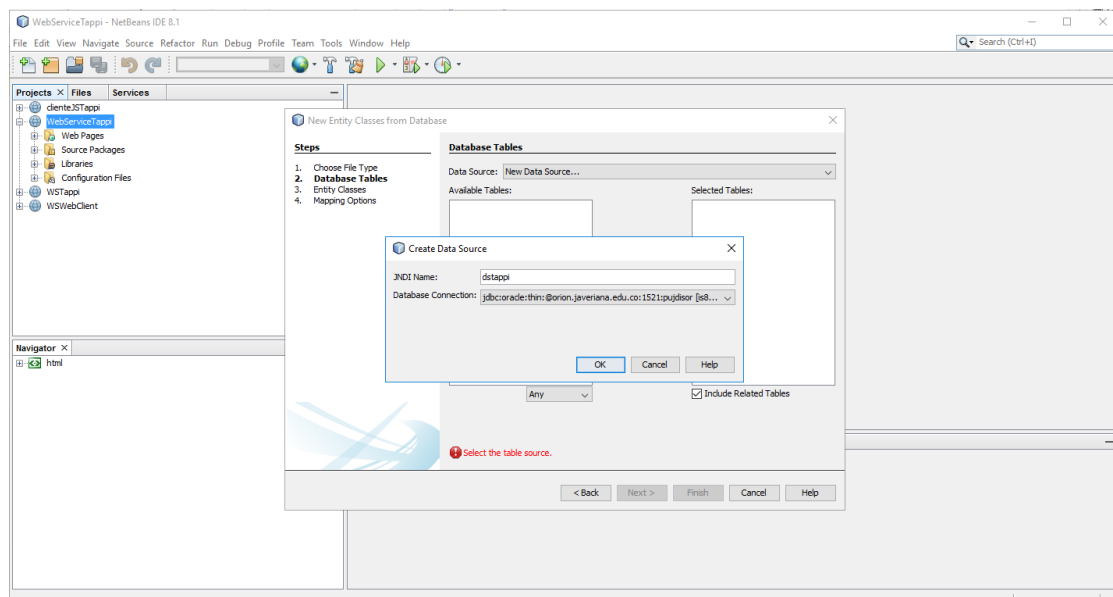 WebServiceTappi - NetBeans IDE 8.1
File Edit View Navigate Source Refactor Run Debug Profile Team Tools Window Help
Search (Ctrl+I)
Projects Files Services
clienteJSTappi
WebServiceTappi
Web Pages
Source Packages
Libraries
Configuration Files
WSTappi
WSWebClient
Navigator
html
New Entity Classes from Database
Steps
1. Choose File Type
2. Database Tables
3. Entity Classes
4. Mapping Options
Database Tables
Data Source: New Data Source...
Available Tables: Selected Tables:
Create Data Source
JNDI Name: dstappi
Database Connection: jdbc:oracle:thin:@orion.javeriana.edu.co:1521:pujdisor [is8...
OK Cancel Help
Any
Include Related Tables
Select the table source.
< Back Next > Finish Cancel Help